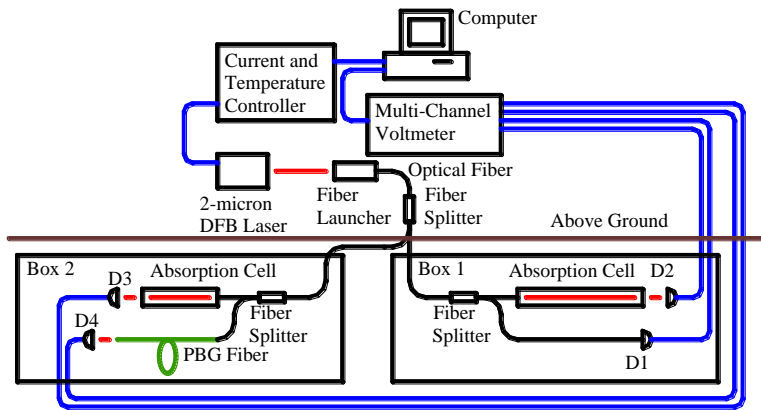 Computer
Current and
Temperature
Controller
Multi-Channel
Voltmeter
2-micron
DFB Laser
Fiber
Launcher
Optical Fiber
Fiber
Splitter
Above Ground
Box 2
D3
Absorption Cell
D4
Fiber
Splitter
PBG Fiber
Box 1
Absorption Cell
D2
Fiber
Splitter
D1